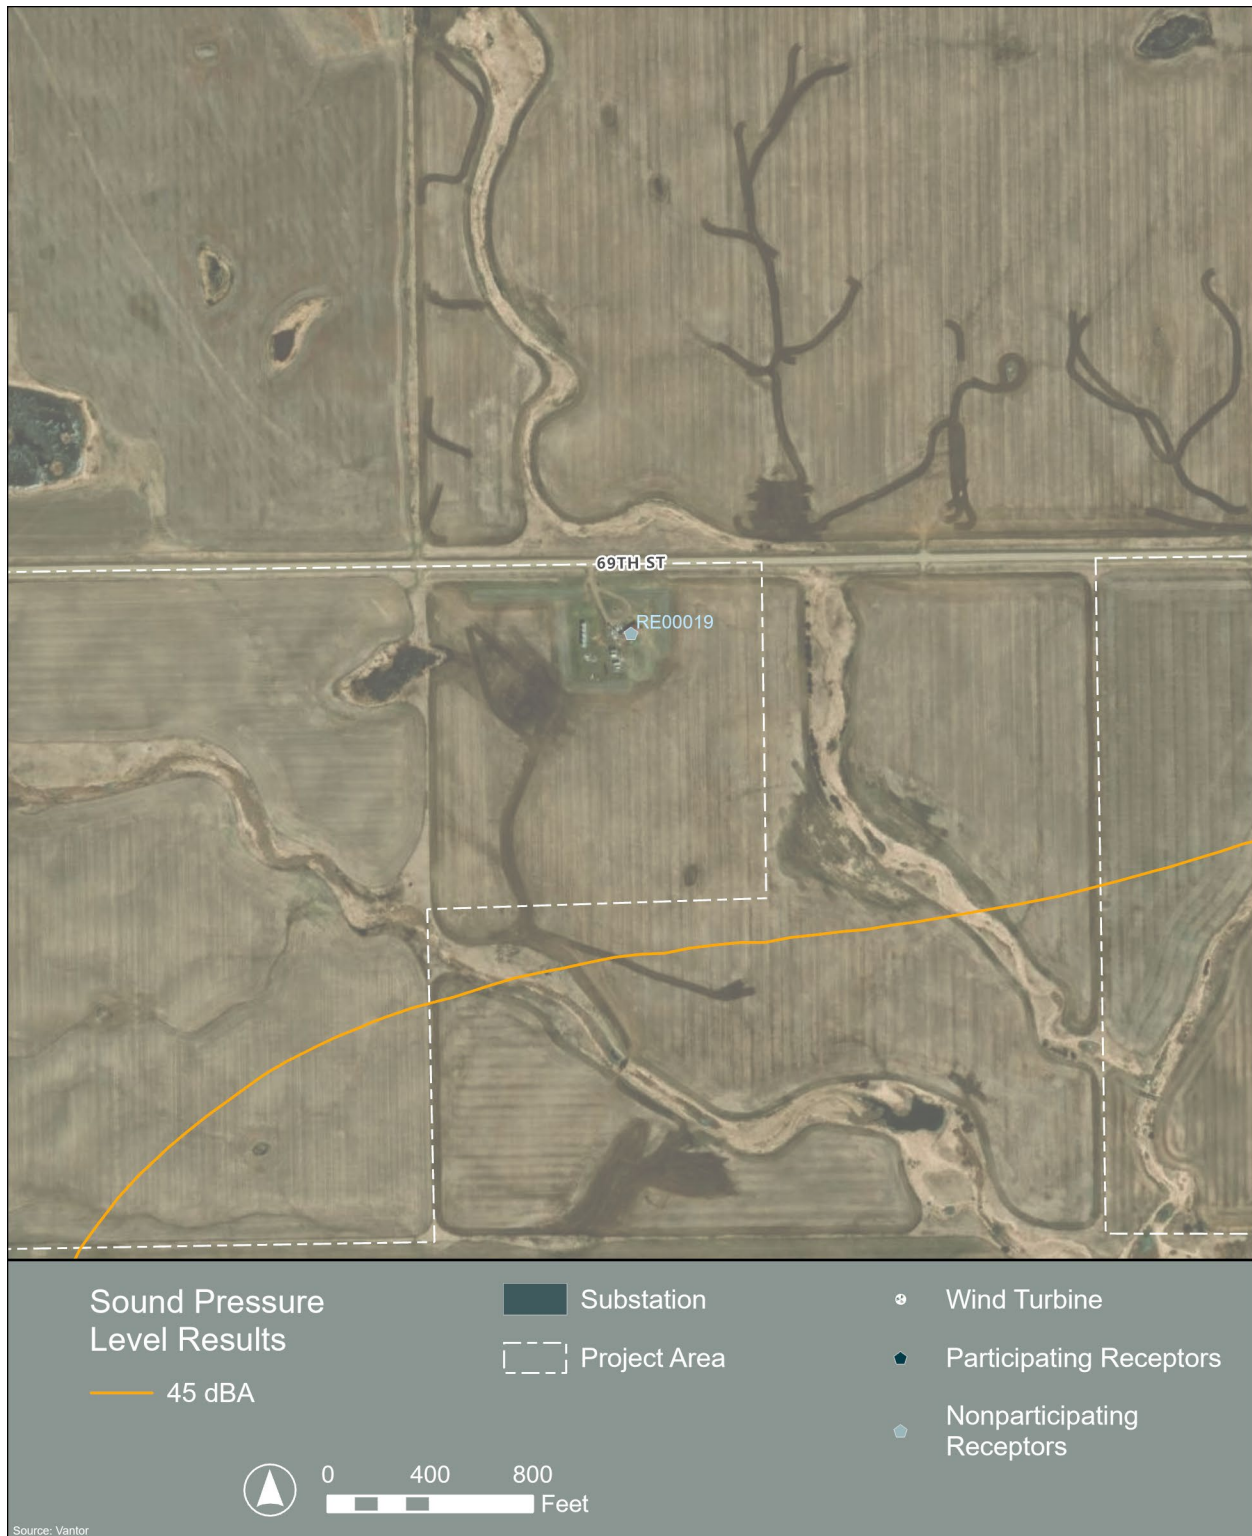 69TH ST
RE00019
Sound Pressure
Level Results
45 dBA
Substation
Project Area
Wind Turbine
Participating Receptors
Nonparticipating
Receptors
0 400 800
Feet
Source: Vantor